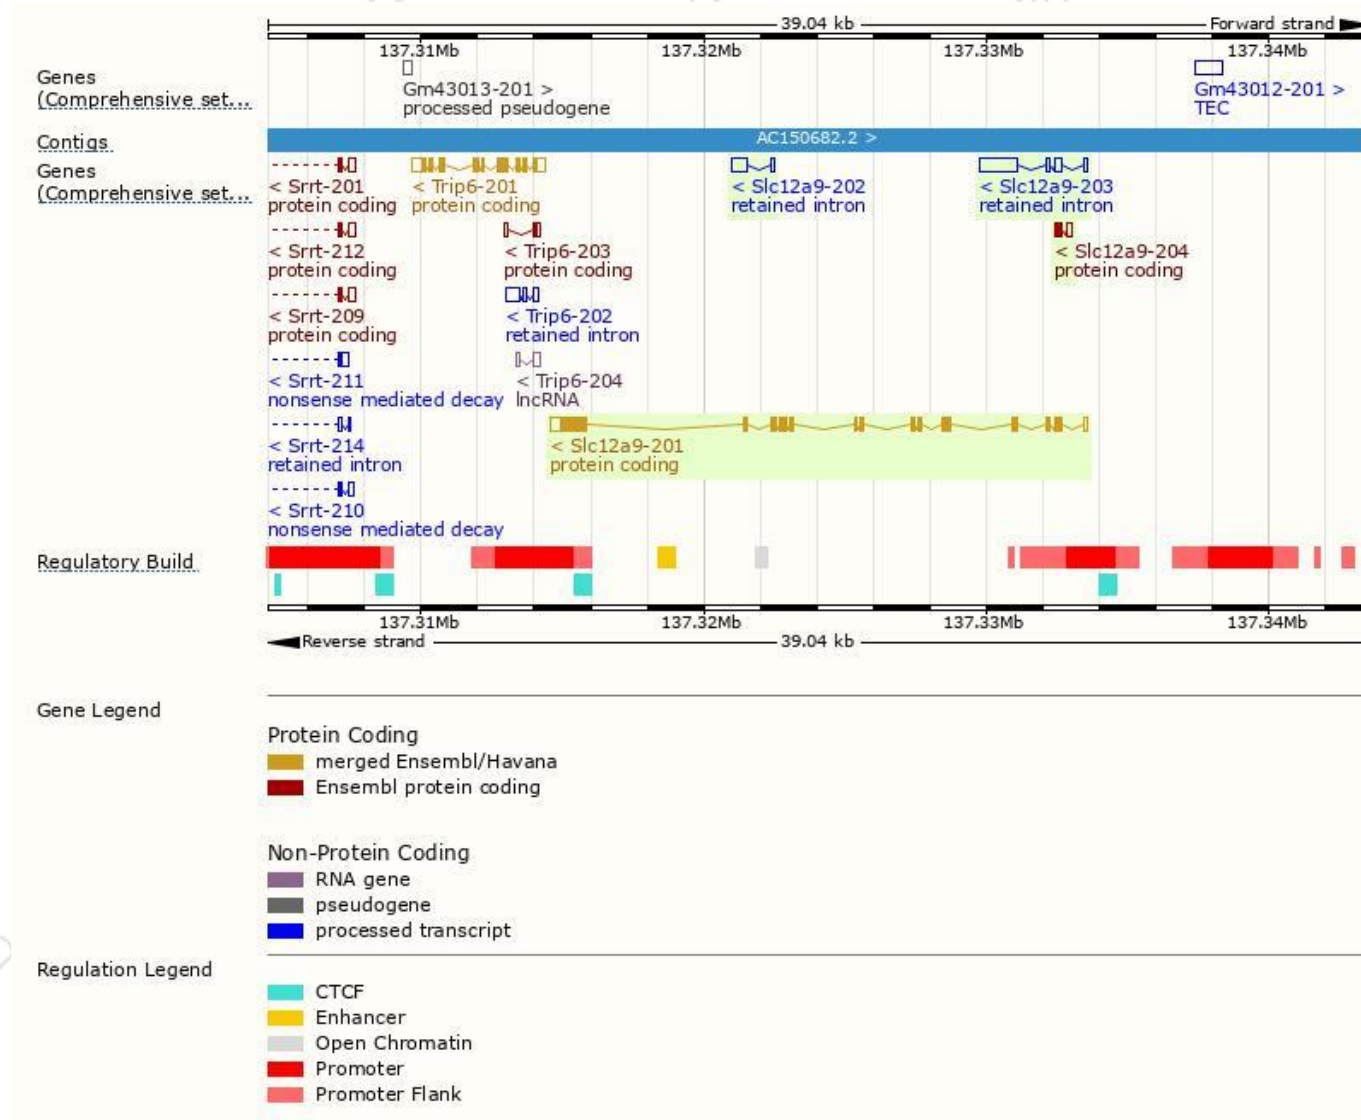 39.04 kb
Forward strand
137.31Mb 137.32Mb 137.33Mb 137.34Mb
Genes
(Comprehensive set...
Gm43013-201 >
processed pseudogene
Gm43012-201 >
TEC
Contigs
AC150682.2 >
Genes
(Comprehensive set...
< Srrt-201
protein coding
< Trip6-201
protein coding
< Slc12a9-202
retained intron
< Slc12a9-203
retained intron
< Srrt-212
protein coding
< Trip6-203
protein coding
< Slc12a9-204
protein coding
< Srrt-209
protein coding
< Trip6-202
retained intron
< Srrt-211
nonsense mediated decay
< Trip6-204
lncRNA
< Srrt-214
retained intron
< Slc12a9-201
protein coding
< Srrt-210
nonsense mediated decay
Regulatory Build
137.31Mb 137.32Mb 137.33Mb 137.34Mb
Reverse strand
39.04 kb
Gene Legend
Protein Coding
merged Ensembl/Havana
Ensembl protein coding
Non-Protein Coding
RNA gene
pseudogene
processed transcript
Regulation Legend
CTCF
Enhancer
Open Chromatin
Promoter
Promoter Flank